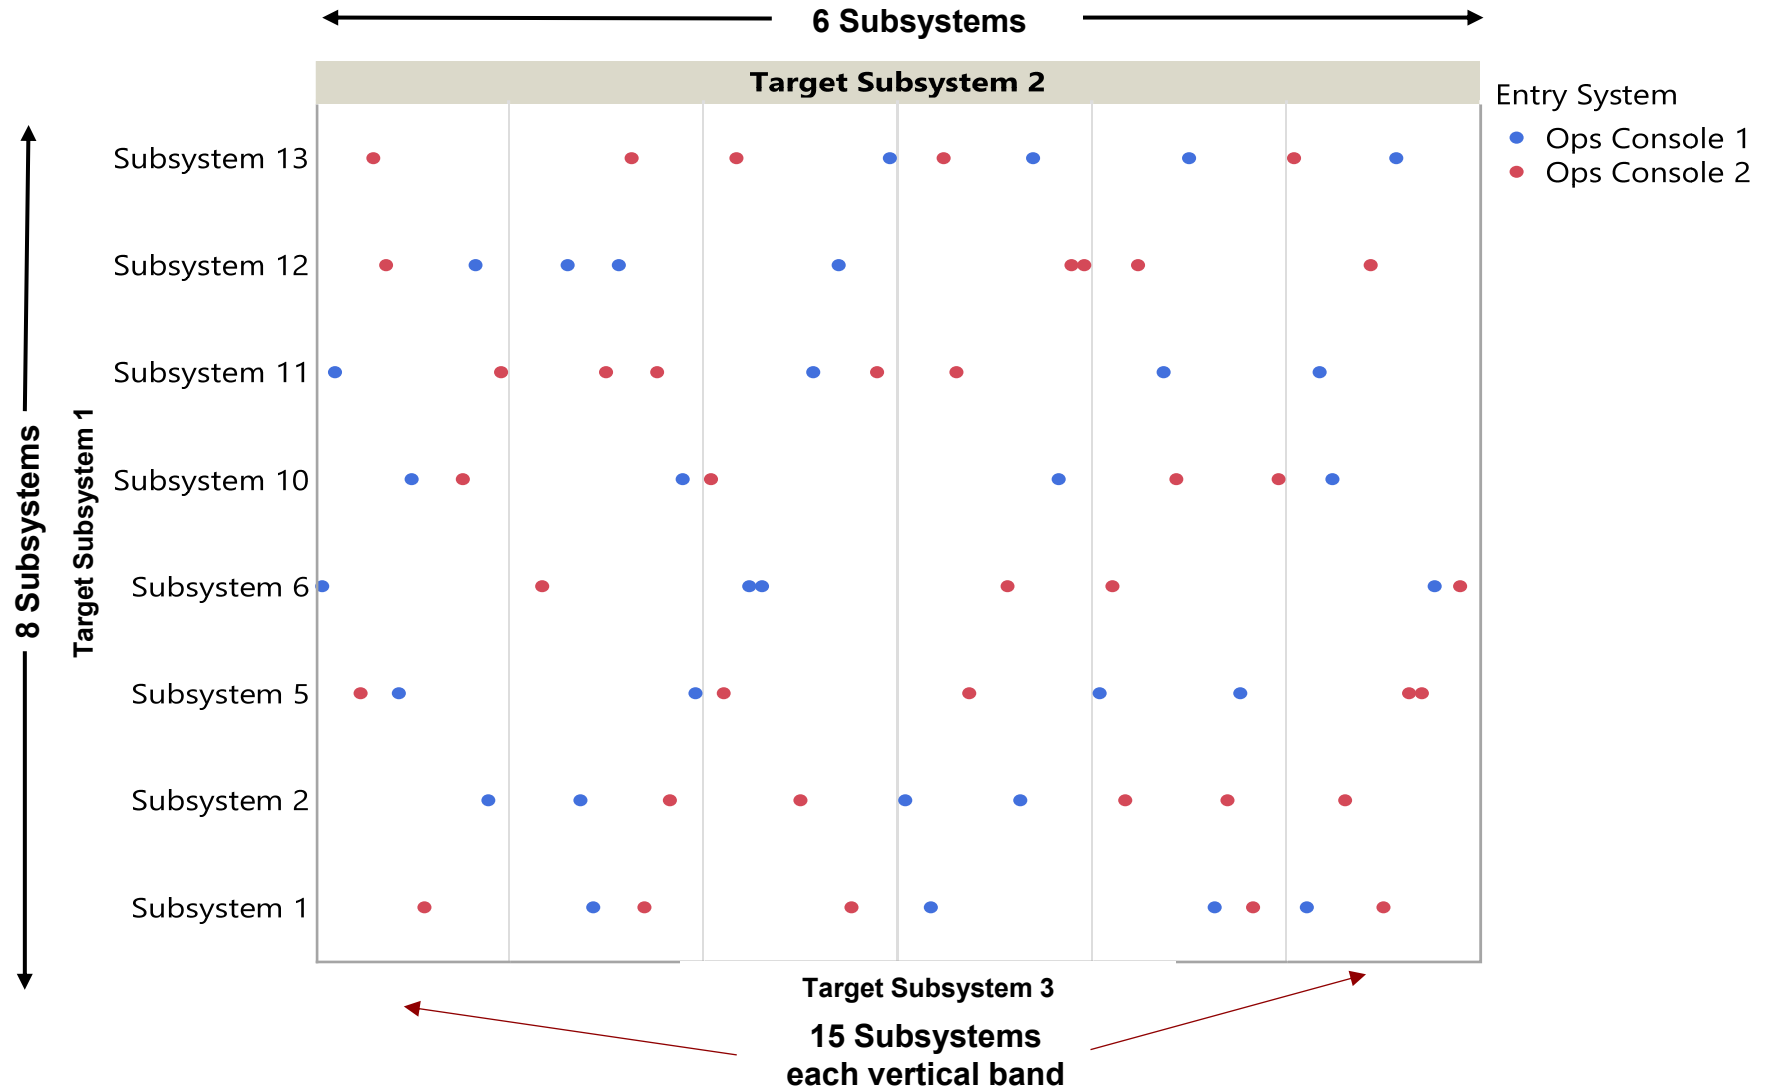 6 Subsystems
Target Subsystem 2
Entry System
Ops Console 1
Ops Console 2
8 Subsystems
Target Subsystem 1
Subsystem 13
Subsystem 12
Subsystem 11
Subsystem 10
Subsystem 6
Subsystem 5
Subsystem 2
Subsystem 1
Target Subsystem 3
15 Subsystems
each vertical band